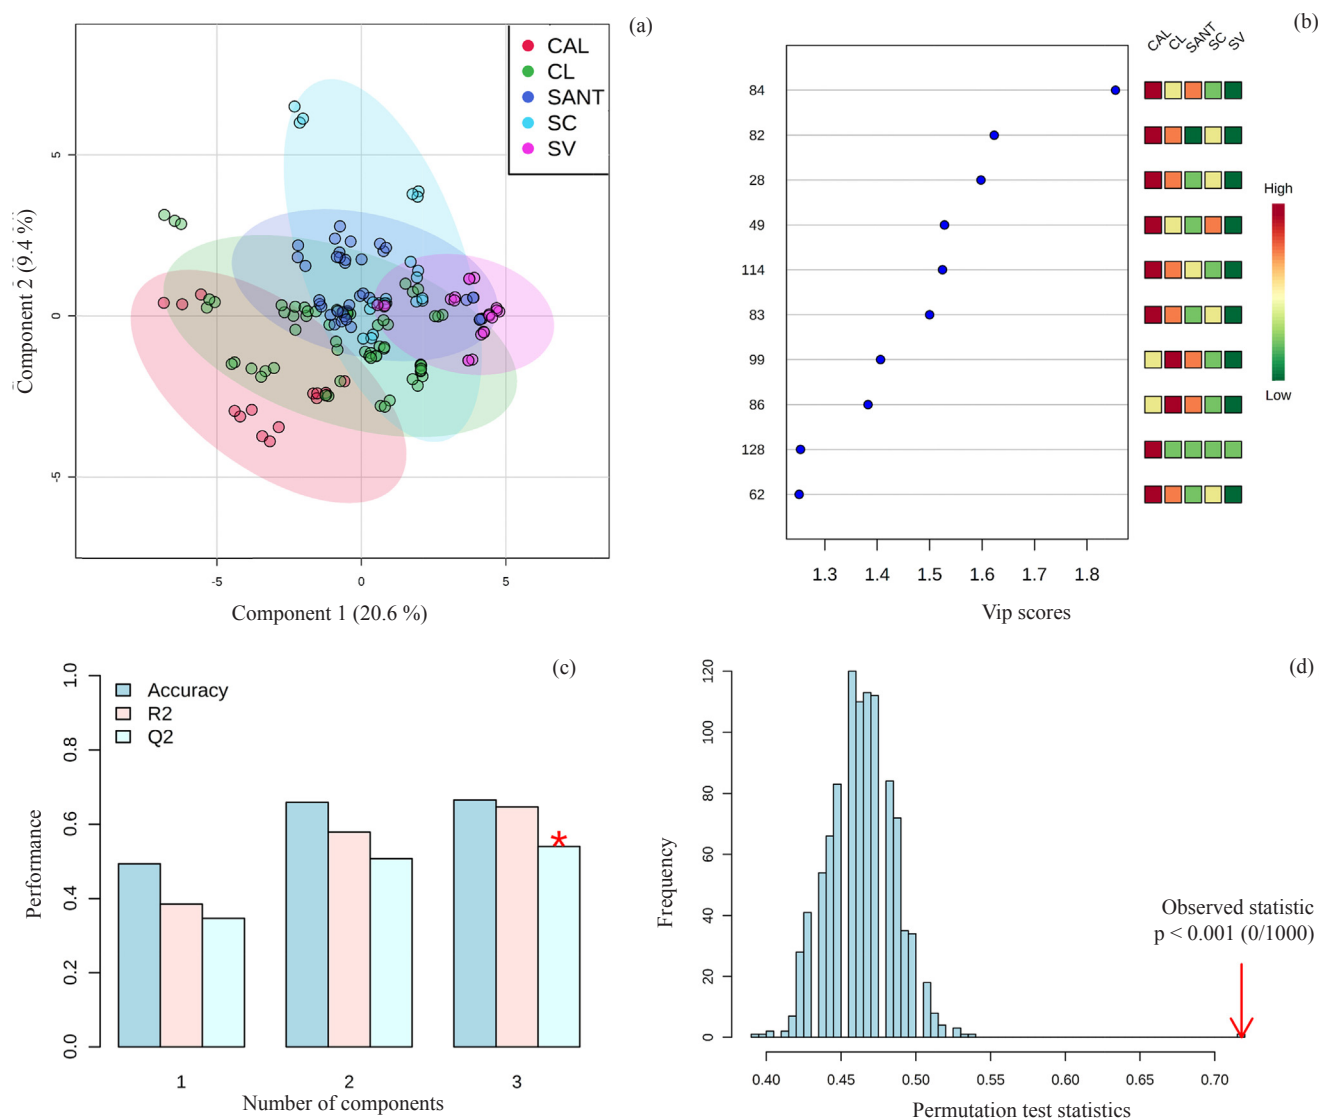 (a)
CAL
CL
SANT
SC
SV
5
0
-5
Component 2 (9.4 %)
-5
0
5
Component 1 (20.6 %)
(b)
CAL
CL
SANT
SC
SV
84
82
28
49
114
83
99
86
128
62
High
Low
1.3
1.4
1.5
1.6
1.7
1.8
Vip scores
(c)
Accuracy
R2
Q2
1.0
0.8
0.6
0.4
0.2
0.0
Performance
*
1
2
3
Number of components
(d)
120
100
80
60
40
20
0
Frequency
Observed statistic
p < 0.001 (0/1000)
0.40
0.45
0.50
0.55
0.60
0.65
0.70
Permutation test statistics